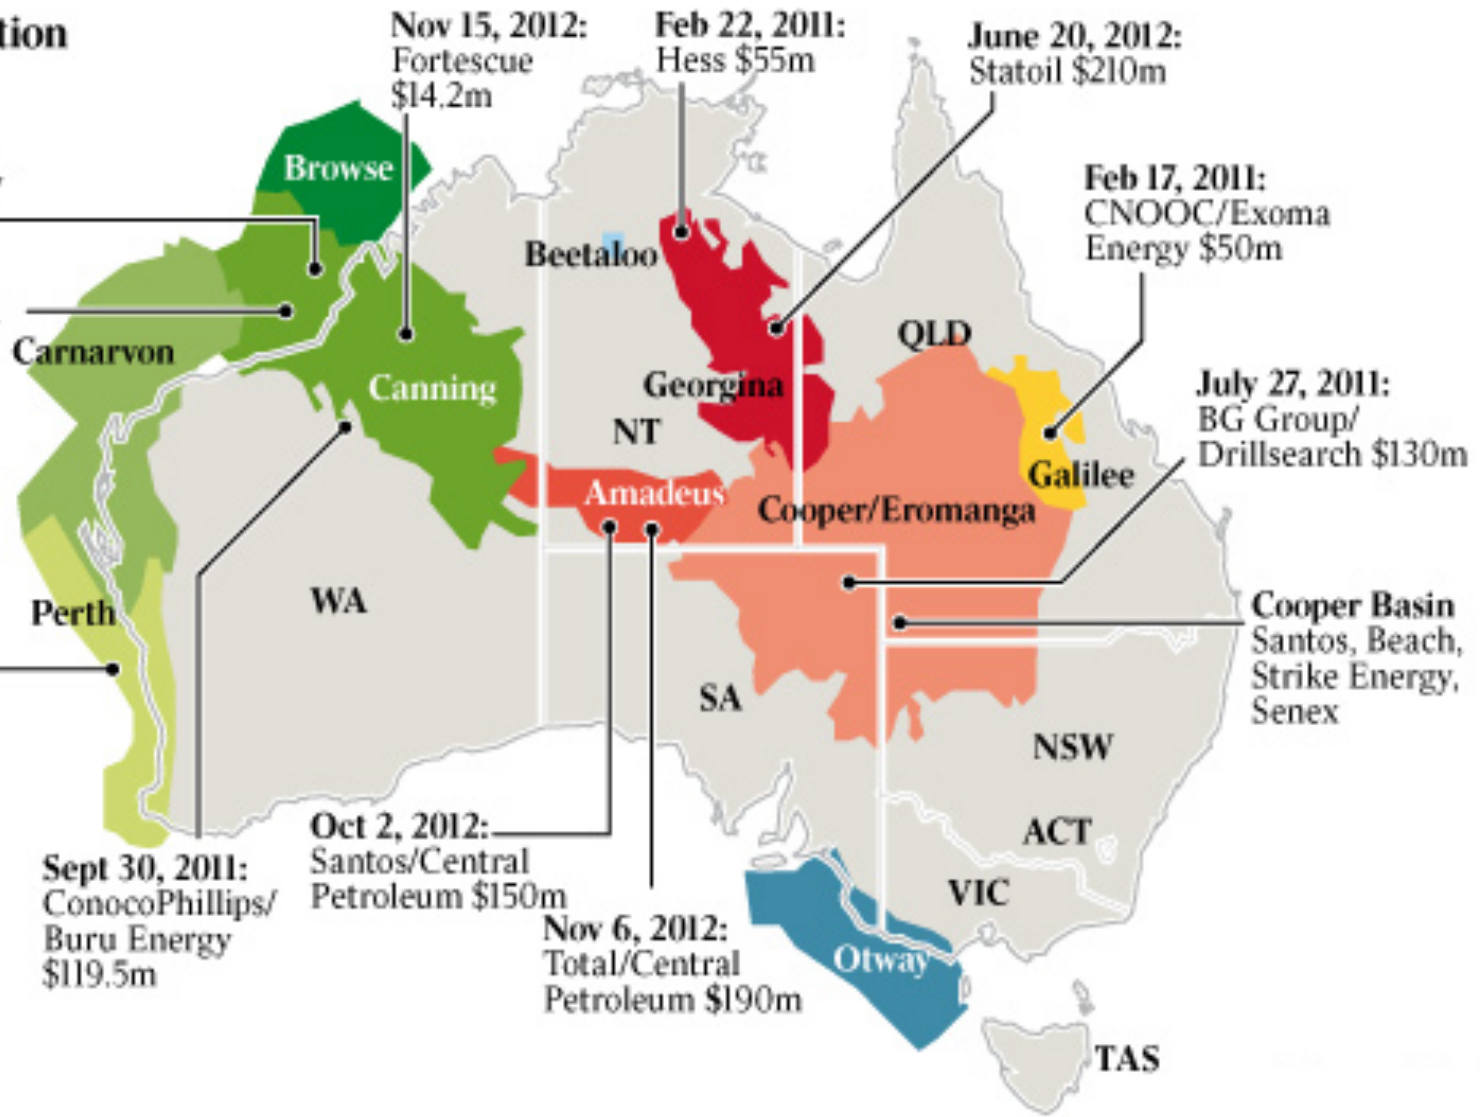 tion
Nov 15, 2012:
Fortescue
$14.2m
Feb 22, 2011:
Hess $55m
June 20, 2012:
Statoil $210m
Browse
Feb 17, 2011:
CNOOC/Exoma
Energy $50m
Beetaloo
Carnarvon
Canning
Georgina
NT
QLD
July 27, 2011:
BG Group/
Drillsearch $130m
Galilee
Amadeus
Cooper/Eromanga
Perth
WA
SA
Cooper Basin
Santos, Beach,
Strike Energy,
Senex
NSW
ACT
VIC
Oct 2, 2012:
Santos/Central
Petroleum $150m
Sept 30, 2011:
ConocoPhillips/
Buru Energy
$119.5m
Nov 6, 2012:
Total/Central
Petroleum $190m
Otway
TAS